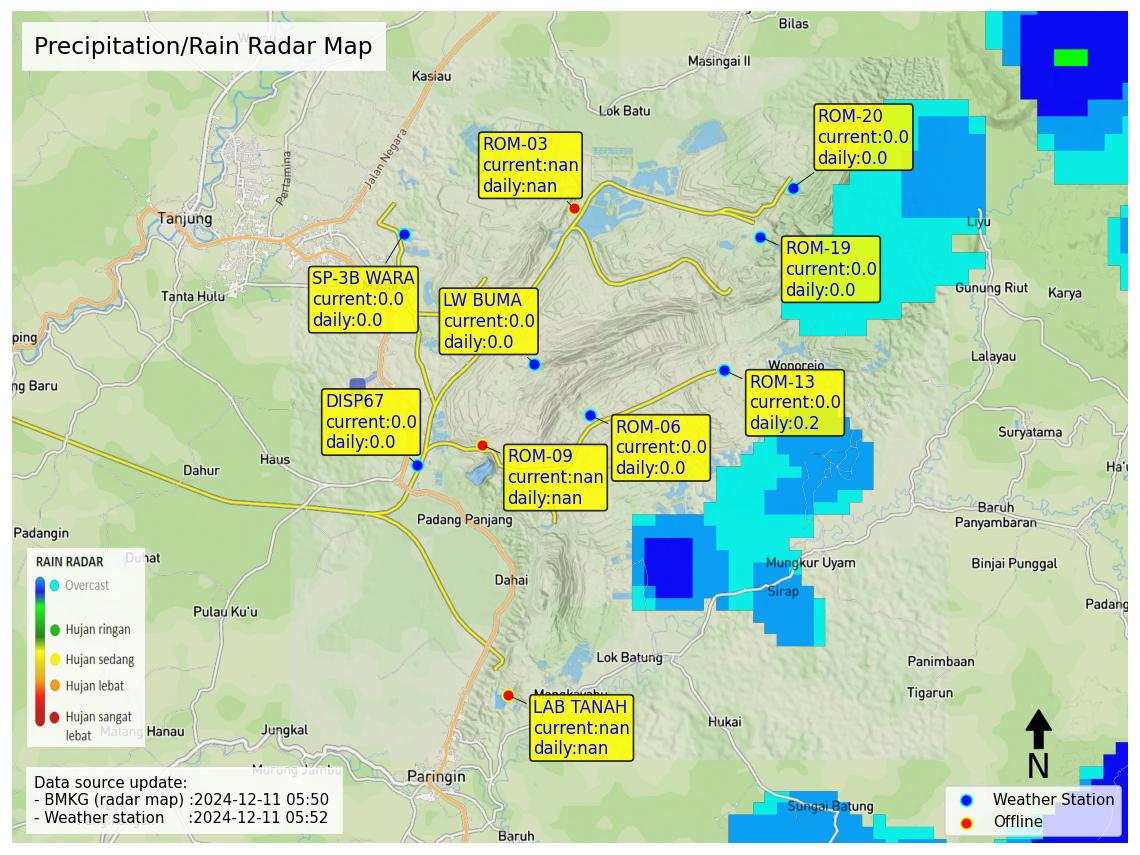 Precipitation/Rain Radar Map
Bilas
Masingai II
Kasiau
Lok Batu
Jalan Negara
Pertamina
Tanjung
Tanta Hulu
ROM-03
current:nan
daily:nan
ROM-20
current:0.0
daily:0.0
ROM-19
current:0.0
daily:0.0
SP-3B WARA
current:0.0
daily:0.0
LW BUMA
current:0.0
daily:0.0
Liyu
Gunung Riut
Karya
Lalayau
Wonorejo
ping
ng Baru
ROM-13
current:0.0
daily:0.2
DISP67
current:0.0
daily:0.0
ROM-06
current:0.0
daily:0.0
ROM-09
current:nan
daily:nan
Suryatama
Ha'u
Haus
Dahur
Baruh
Panyambaran
Padang Panjang
Padangin
Duhat
Mungkur Uyam
Binjai Punggal
Dahai
Sirap
Padang
Pulau Ku'u
RAIN RADAR
Overcast
Hujan ringan
Hujan sedang
Hujan lebat
Hujan sangat
lebat
Lok Batung
Panimbaan
Tigarun
Mangkayahu
LAB TANAH
current:nan
daily:nan
Hukai
Matang Hanau
Jungkal
Murung Jambu
Paringin
Sungai Batung
Baruh
Data source update:
- BMKG (radar map) :2024-12-11 05:50
- Weather station :2024-12-11 05:52
N
Weather Station
Offline